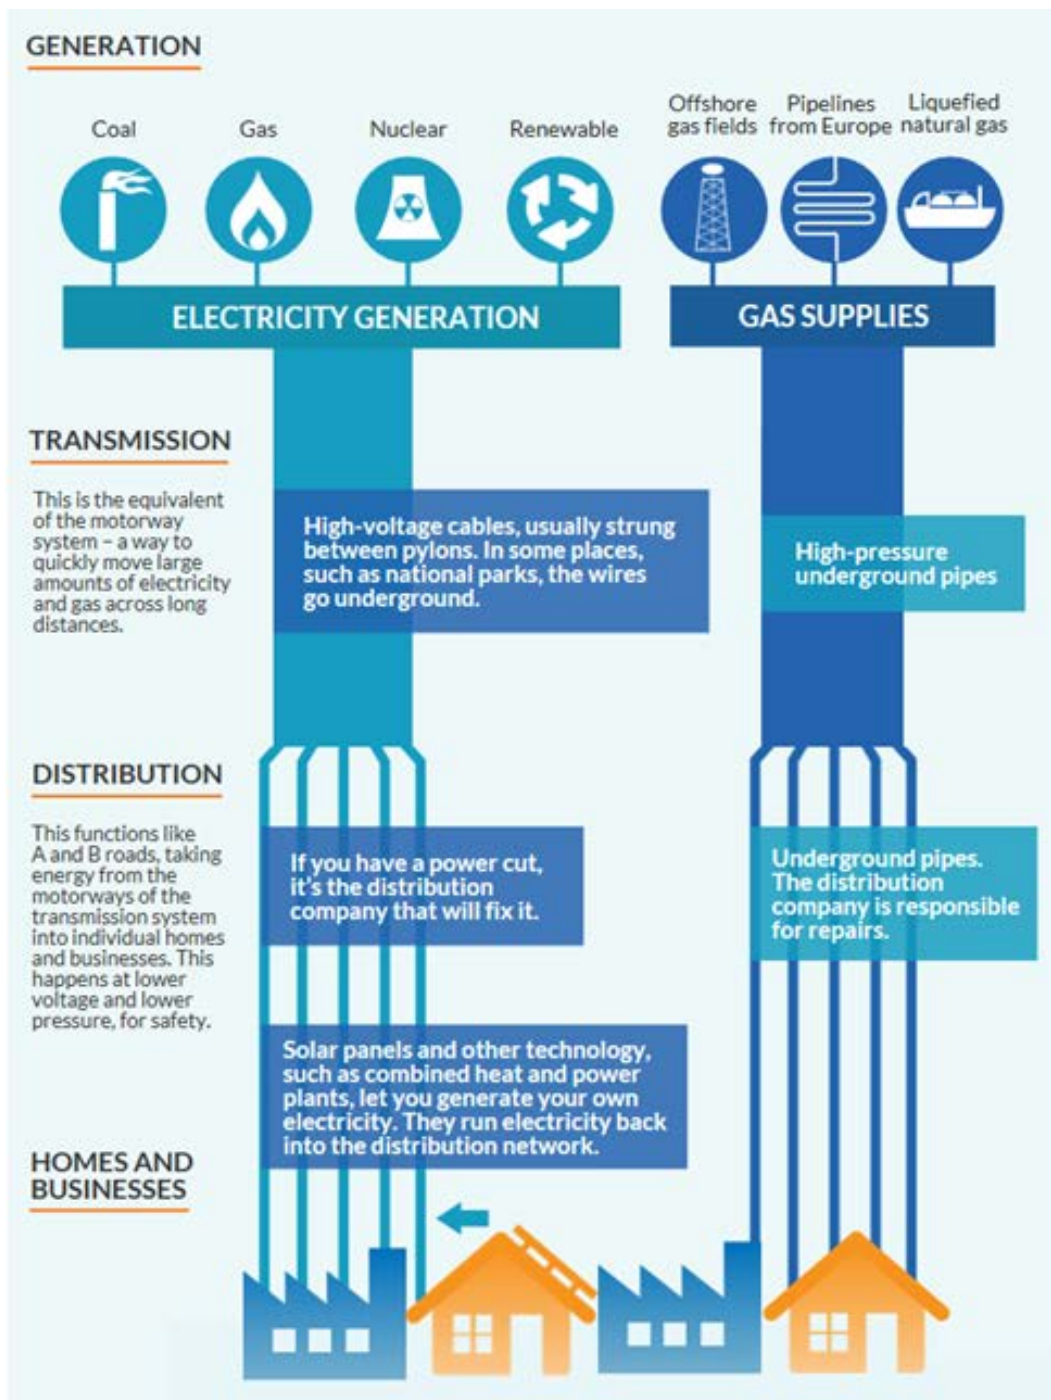 GENERATION
Coal
Gas
Nuclear
Renewable
Offshore
gas fields
Pipelines
from Europe
Liquefied
natural gas
ELECTRICITY GENERATION
GAS SUPPLIES
TRANSMISSION
This is the equivalent
of the motorway
system – a way to
quickly move large
amounts of electricity
and gas across long
distances.
High-voltage cables, usually strung
between pylons. In some places,
such as national parks, the wires
go underground.
High-pressure
underground pipes
DISTRIBUTION
This functions like
A and B roads, taking
energy from the
motorways of the
transmission system
into individual homes
and businesses. This
happens at lower
voltage and lower
pressure, for safety.
If you have a power cut,
it's the distribution
company that will fix it.
Underground pipes.
The distribution
company is responsible
for repairs.
Solar panels and other technology,
such as combined heat and power
plants, let you generate your own
electricity. They run electricity back
into the distribution network.
HOMES AND
BUSINESSES